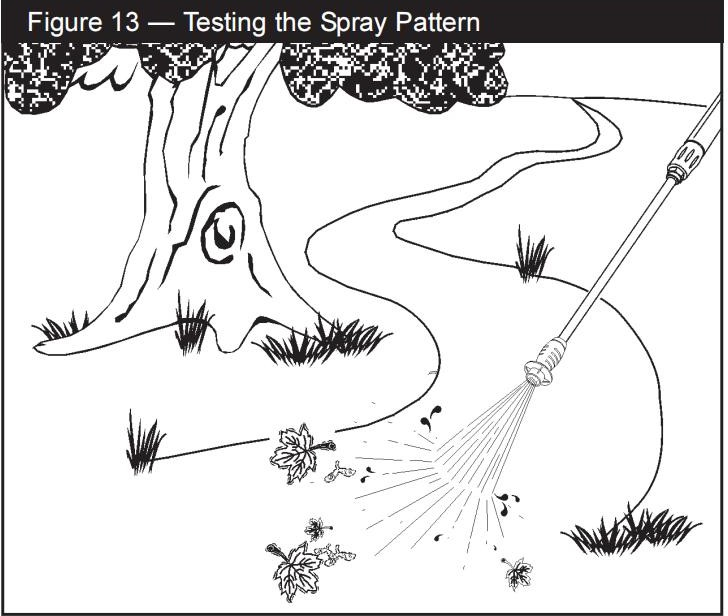 Figure 13 — Testing the Spray Pattern